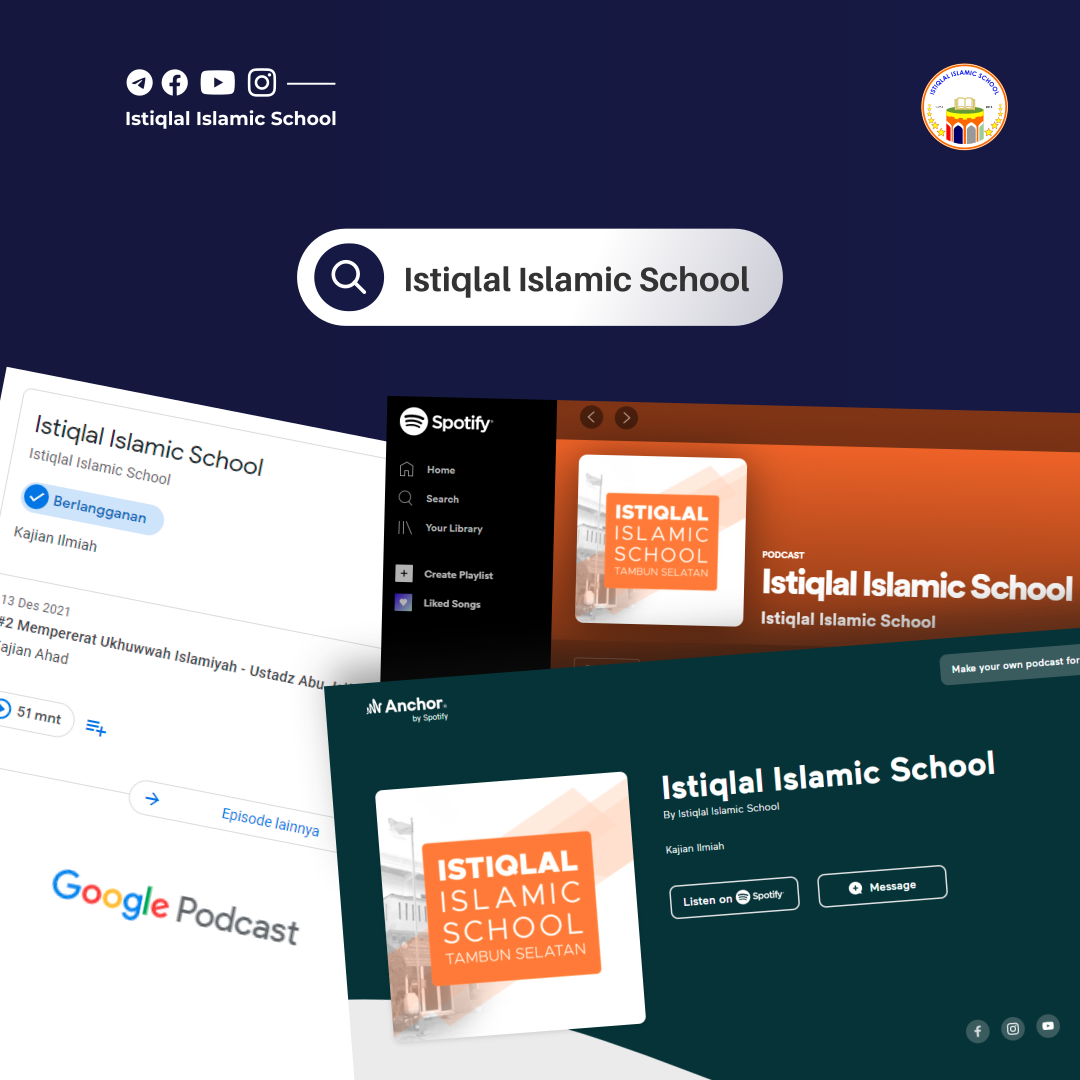 Istiqlal Islamic School
ISTIQLAL ISLAMIC SCHOOL
Istiqlal Islamic School
Istiqlal Islamic School
Istiqlal Islamic School
Berlangganan
Kajian Ilmiah
13 Des 2021
#2 Mempererat Ukhuwwah Islamiyah - Ustadz Abu
Kajian Ahad
51 mnt
Episode lainnya
Google Podcast
Spotify
Home
Search
Your Library
Create Playlist
Liked Songs
ISTIQLAL
ISLAMIC
SCHOOL
TAMBUN SELATAN
PODCAST
Istiqlal Islamic School
Istiqlal Islamic School
Make your own podcast for
Anchor
by Spotify
ISTIQLAL
ISLAMIC
SCHOOL
TAMBUN SELATAN
Istiqlal Islamic School
By Istiqlal Islamic School
Kajian Ilmiah
Listen on Spotify
Message